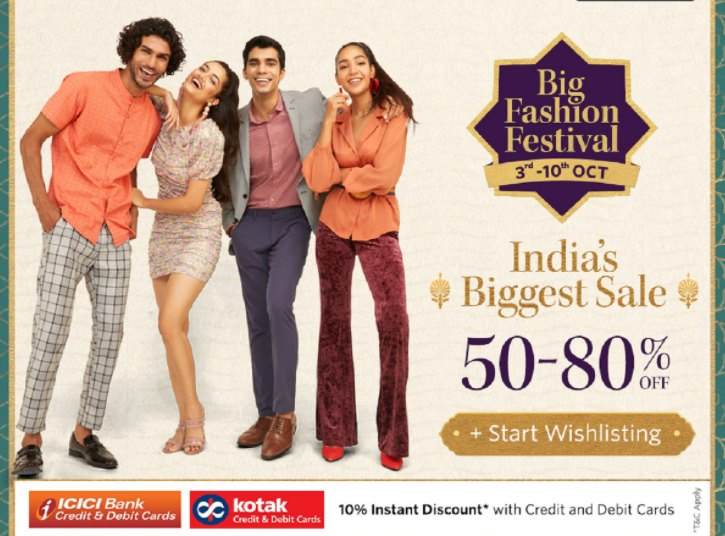 Big
Fashion
Festival
3rd -10th OCT
India's
Biggest Sale
50-80% OFF
+ Start Wishlisting
ICICI Bank
Credit & Debit Cards
kotak
Credit & Debit Cards
10% Instant Discount* with Credit and Debit Cards
*T&C Apply